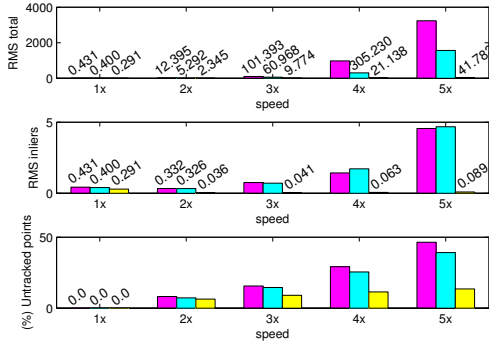 4000
2000
0
RMS total
0.431 0.400 0.291
12.395 5.292 2.345
101.393 60.968 9.774
305.230 21.138
1x 2x 3x 4x 5x
speed
5
0
RMS inliers
0.431 0.400 0.291
0.332 0.326 0.036
0.041
0.063
0.089
1x 2x 3x 4x 5x
speed
50
0
(%) Untracked points
0.0 0.0 0.0
1x 2x 3x 4x 5x
speed